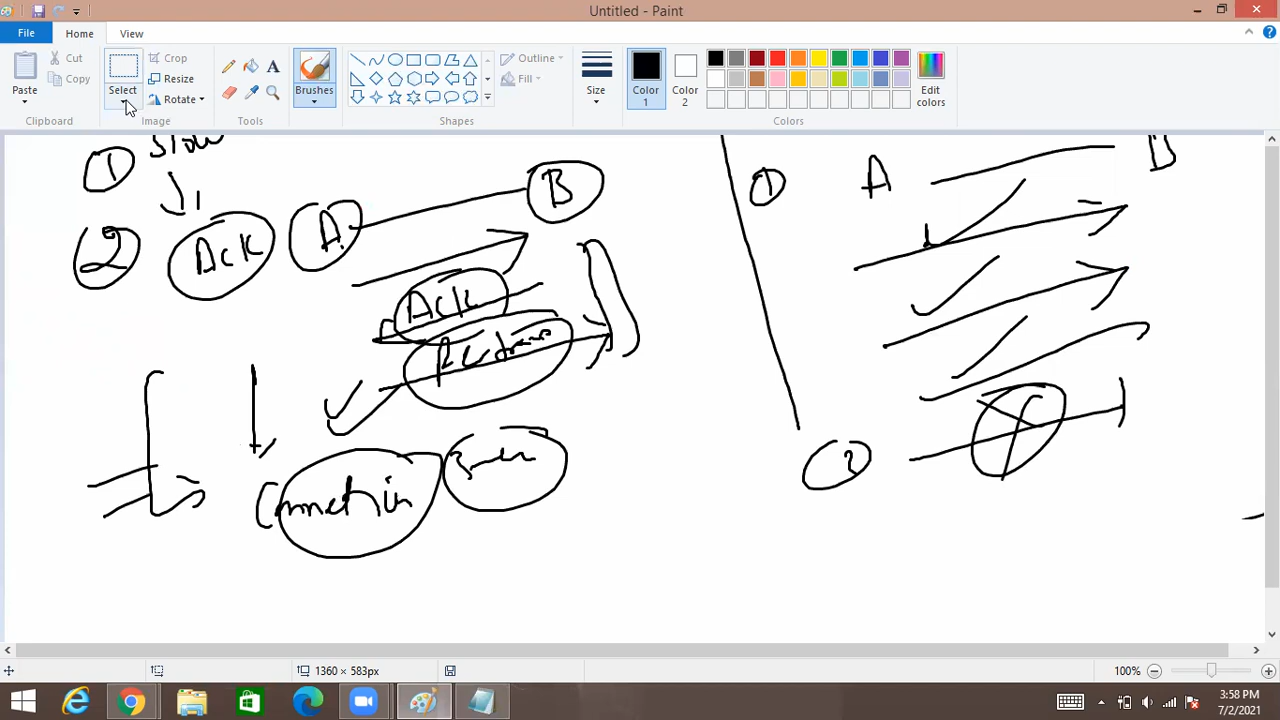 Untitled - Paint
File
Home
View
Cut
Copy
Paste
Clipboard
Crop
Resize
Rotate
Select
Image
Tools
Brushes
Outline
Fill
Shapes
Size
Color
1
Color
2
Edit
colors
Colors
① Slow
② Ack
A
B
Ack
Connection
① A
B
③
1360 × 583px
100%
3:58 PM
7/2/2021